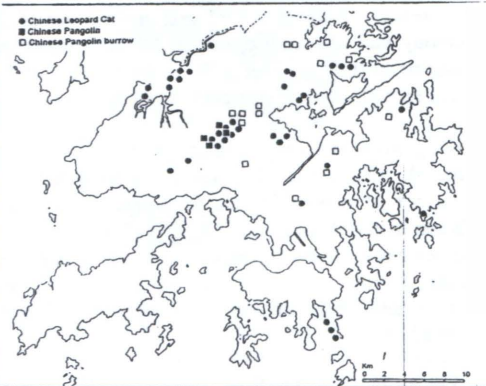 Chinese Leopard Cat
Chinese Pangolin
Chinese Pangolin burrow
Km
0 2 4 6 8 10